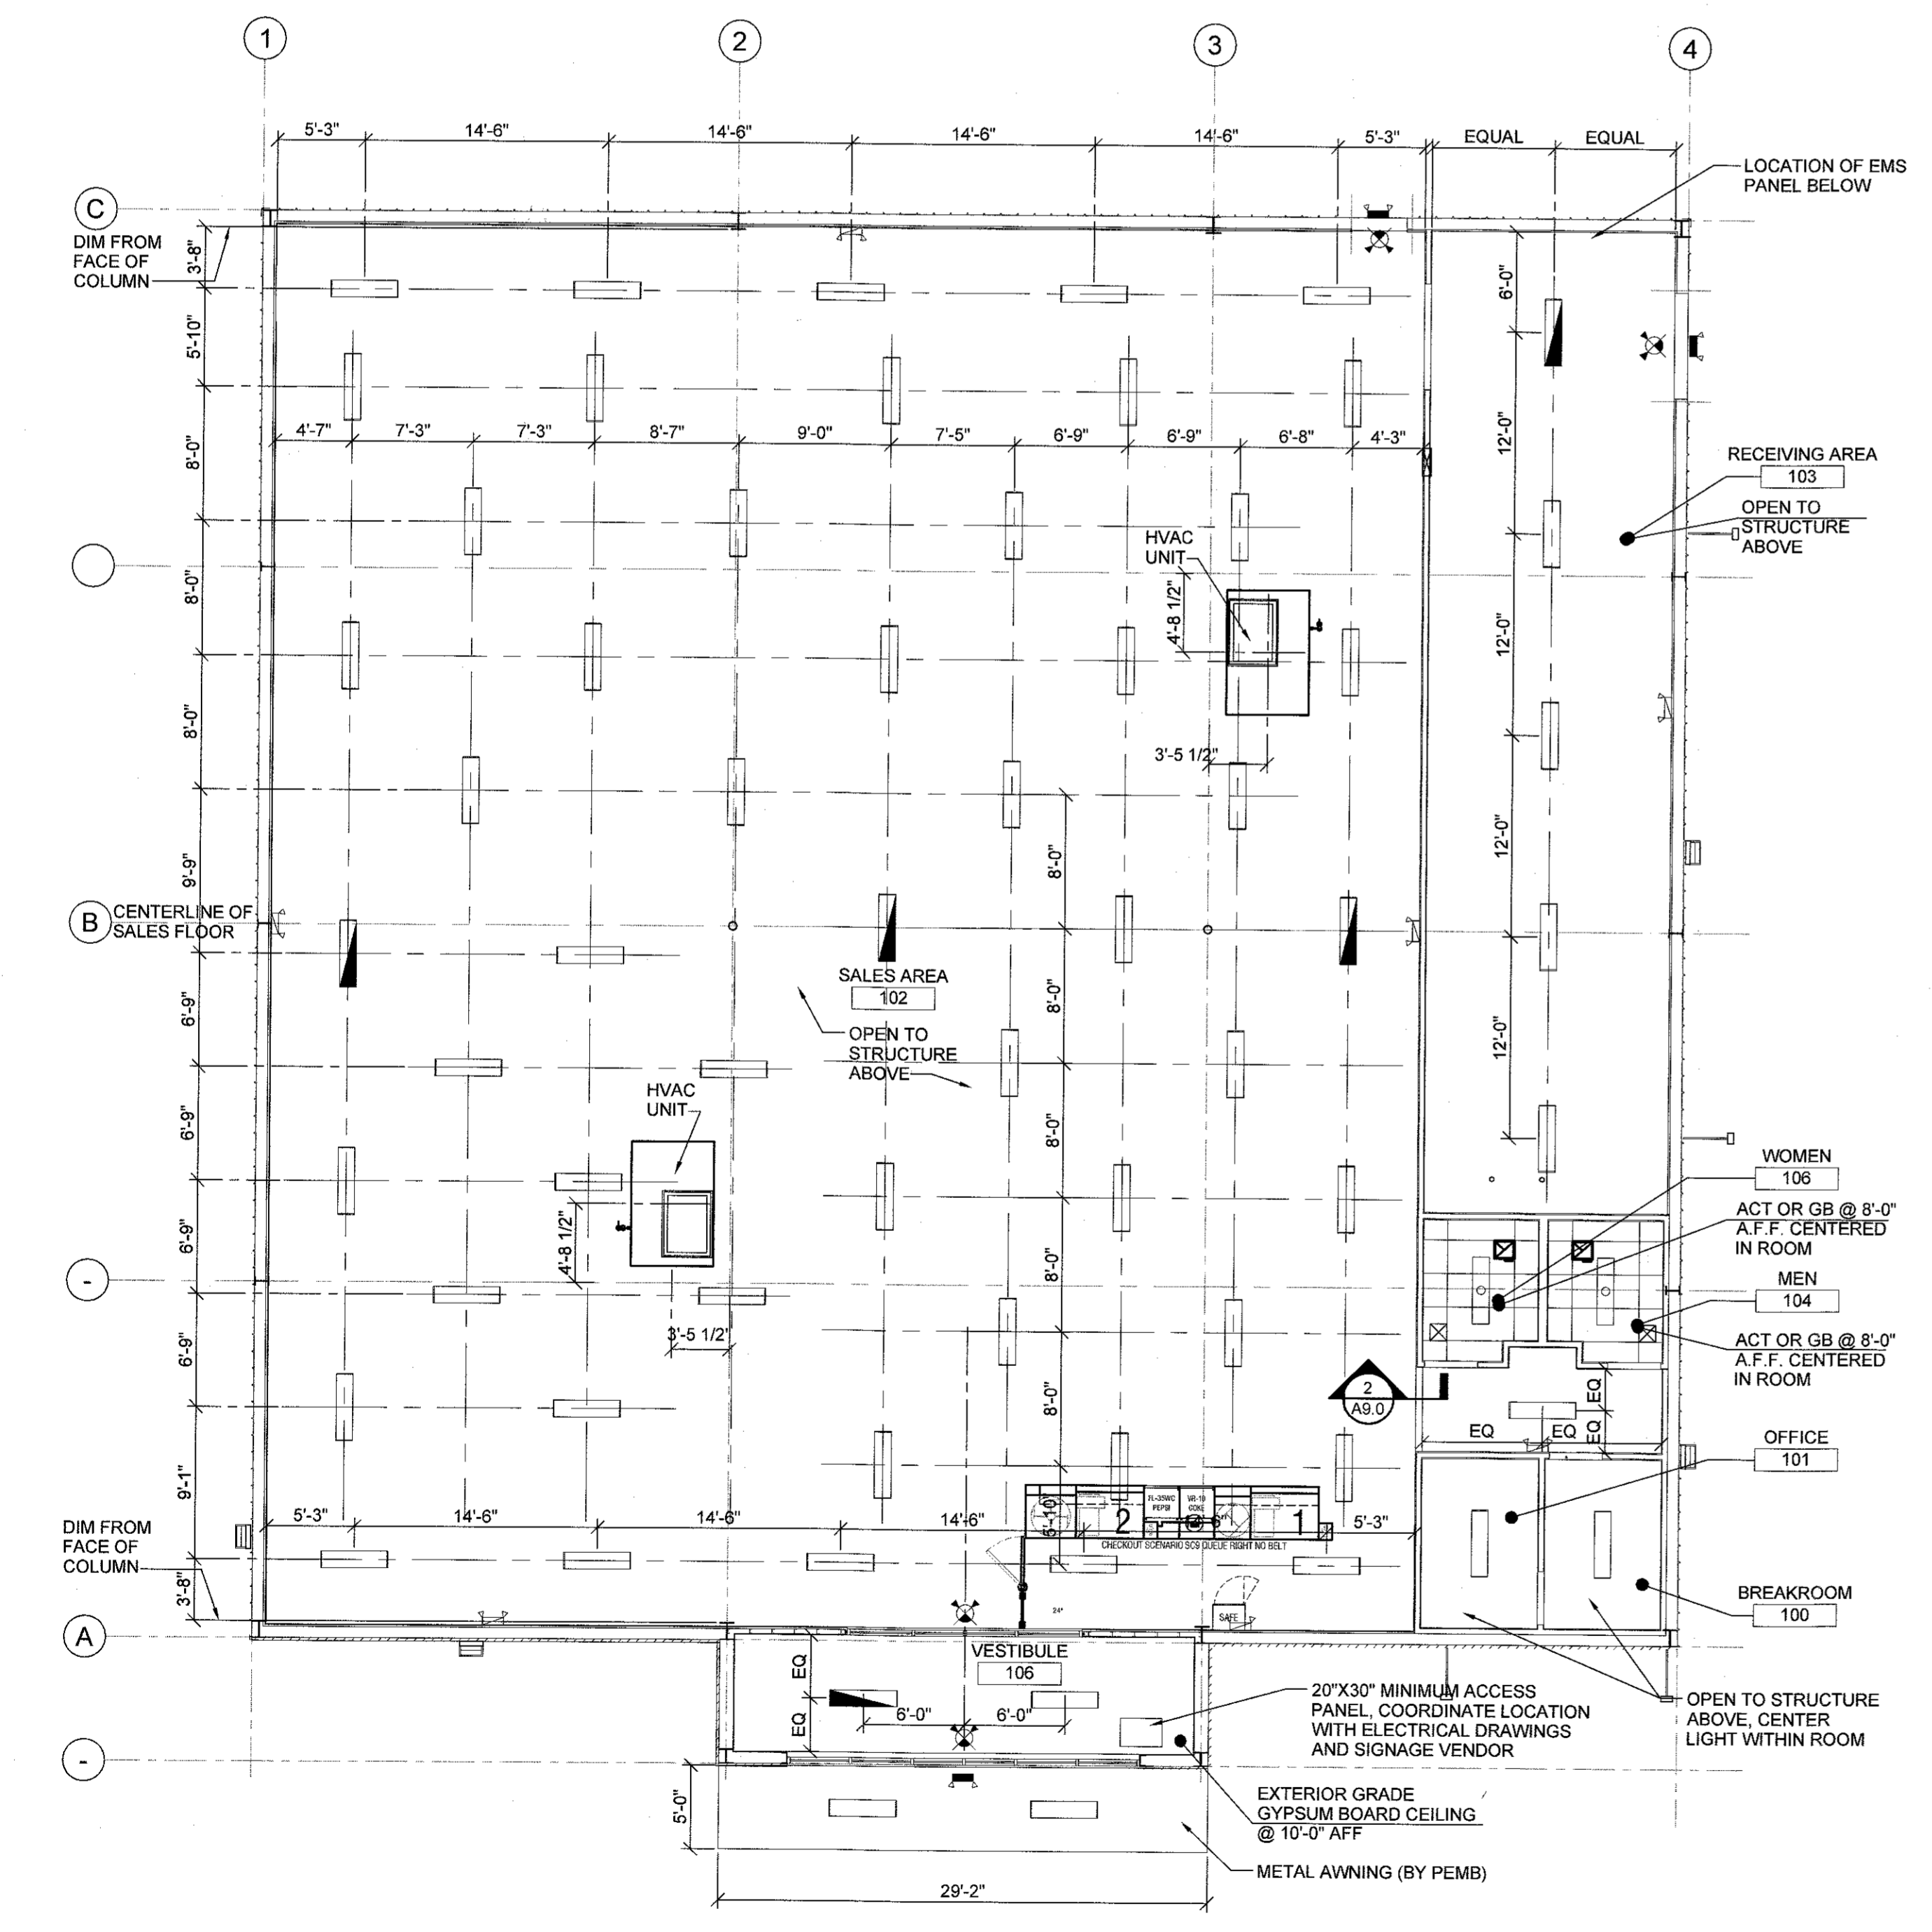 1
2
3
4
5'-3"
14'-6"
14'-6"
14'-6"
14'-6"
5'-3"
EQUAL
EQUAL
LOCATION OF EMS
PANEL BELOW
C
DIM FROM
FACE OF
COLUMN
3'-8"
5'-10"
8'-0"
8'-0"
8'-0"
9'-9"
6'-9"
6'-9"
6'-9"
6'-9"
9'-1"
3'-8"
4'-7"
7'-3"
7'-3"
8'-7"
9'-0"
7'-5"
6'-9"
6'-9"
6'-8"
4'-3"
6'-0"
12'-0"
12'-0"
12'-0"
12'-0"
RECEIVING AREA
103
OPEN TO
STRUCTURE
ABOVE
HVAC
UNIT
4'-8 1/2"
3'-5 1/2"
B
CENTERLINE OF
SALES FLOOR
SALES AREA
102
OPEN TO
STRUCTURE
ABOVE
8'-0"
8'-0"
8'-0"
8'-0"
8'-0"
5'-10"
HVAC
UNIT
4'-8 1/2"
3'-5 1/2'
-
WOMEN
106
ACT OR GB @ 8'-0"
A.F.F. CENTERED
IN ROOM
MEN
104
ACT OR GB @ 8'-0"
A.F.F. CENTERED
IN ROOM
2
A9.0
EQ
EQ
EQ
EQ
OFFICE
101
BREAKROOM
100
5'-3"
14'-6"
14'-6"
14'-6"
5'-3"
2
FL-35WC
PEPSI
VR-10
COKE
1
CHECKOUT SCENARIO SC9 QUEUE RIGHT NO BELT
24"
SAFE
DIM FROM
FACE OF
COLUMN
A
VESTIBULE
106
EQ
EQ
6'-0"
6'-0"
20"X30" MINIMUM ACCESS
PANEL, COORDINATE LOCATION
WITH ELECTRICAL DRAWINGS
AND SIGNAGE VENDOR
OPEN TO STRUCTURE
ABOVE, CENTER
LIGHT WITHIN ROOM
-
5'-0"
EXTERIOR GRADE
GYPSUM BOARD CEILING
@ 10'-0" AFF
METAL AWNING (BY PEMB)
29'-2"